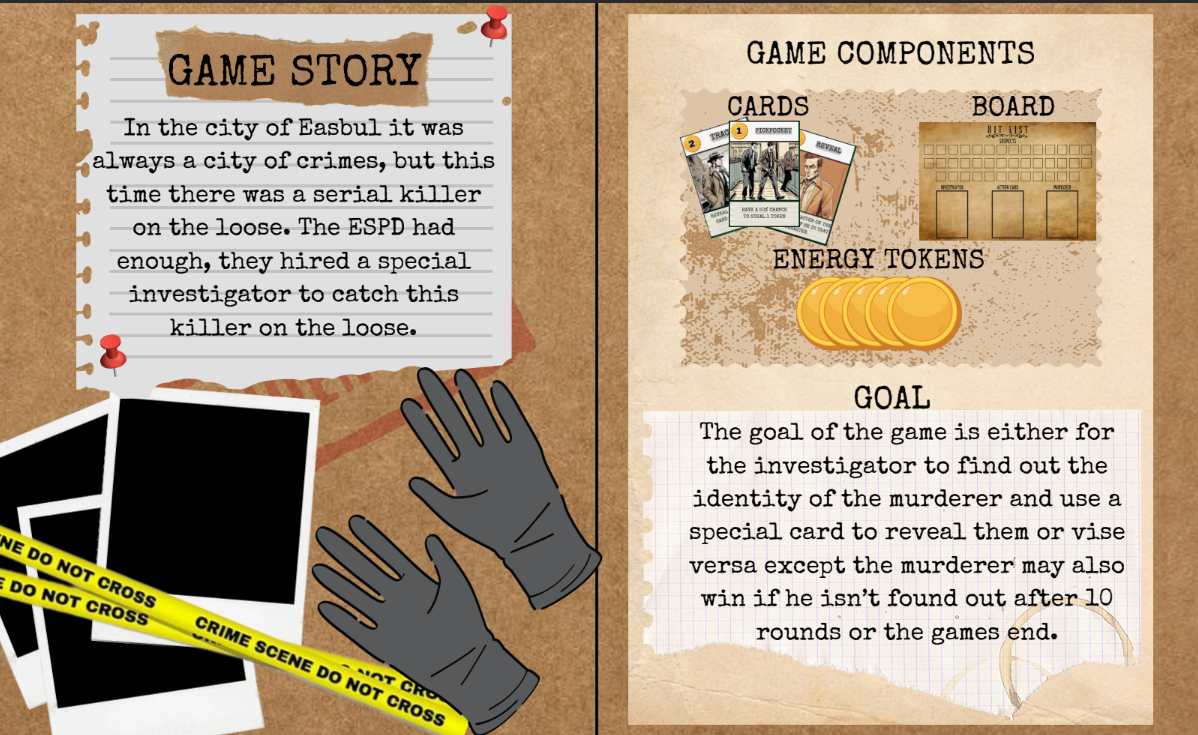 GAME STORY
In the city of Easbul it was
always a city of crimes, but this
time there was a serial killer
on the loose. The ESPD had
enough, they hired a special
investigator to catch this
killer on the loose.
NE DO NOT CROSS
E DO NOT CROSS
CRIME SCENE DO NOT CROSS
NOT CRO
GAME COMPONENTS
CARDS
2
TRAC
1
PICKPOCKET
HAVE A 50% CHANCE
TO STEAL 1 TOKEN
REVEAL
BOARD
HIT LIST
SUSPECTS
INVESTIGATOR
ACTION CARD
MURDERER
ENERGY TOKENS
GOAL
The goal of the game is either for
the investigator to find out the
identity of the murderer and use a
special card to reveal them or vise
versa except the murderer may also
win if he isn't found out after 10
rounds or the games end.